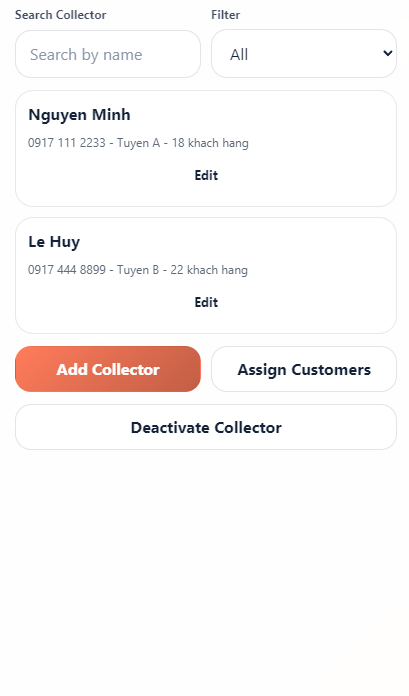 Search Collector
Filter
Search by name
All
Nguyen Minh
0917 111 2233 - Tuyen A - 18 khach hang
Edit
Le Huy
0917 444 8899 - Tuyen B - 22 khach hang
Edit
Add Collector
Assign Customers
Deactivate Collector